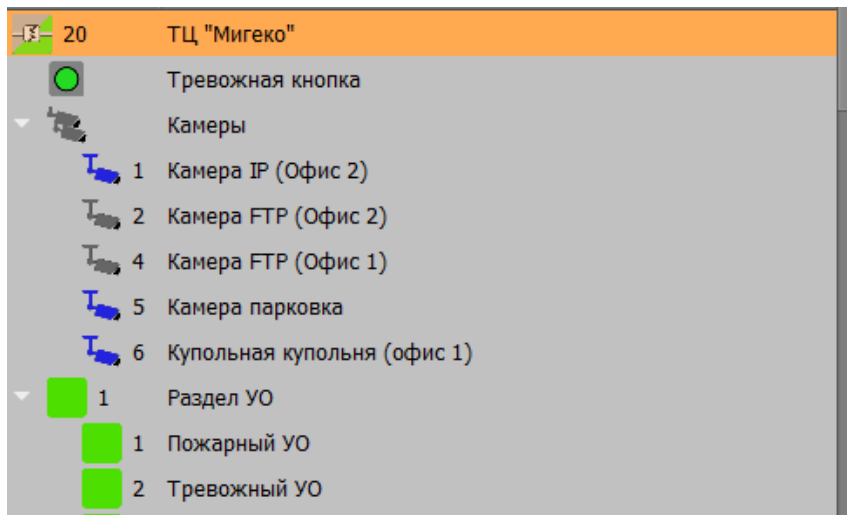 20 ТЦ "Мигеко"
Тревожная кнопка
Камеры
1 Камера IP (Офис 2)
2 Камера FTP (Офис 2)
4 Камера FTP (Офис 1)
5 Камера парковка
6 Купольная купольня (офис 1)
1 Раздел УО
1 Пожарный УО
2 Тревожный УО